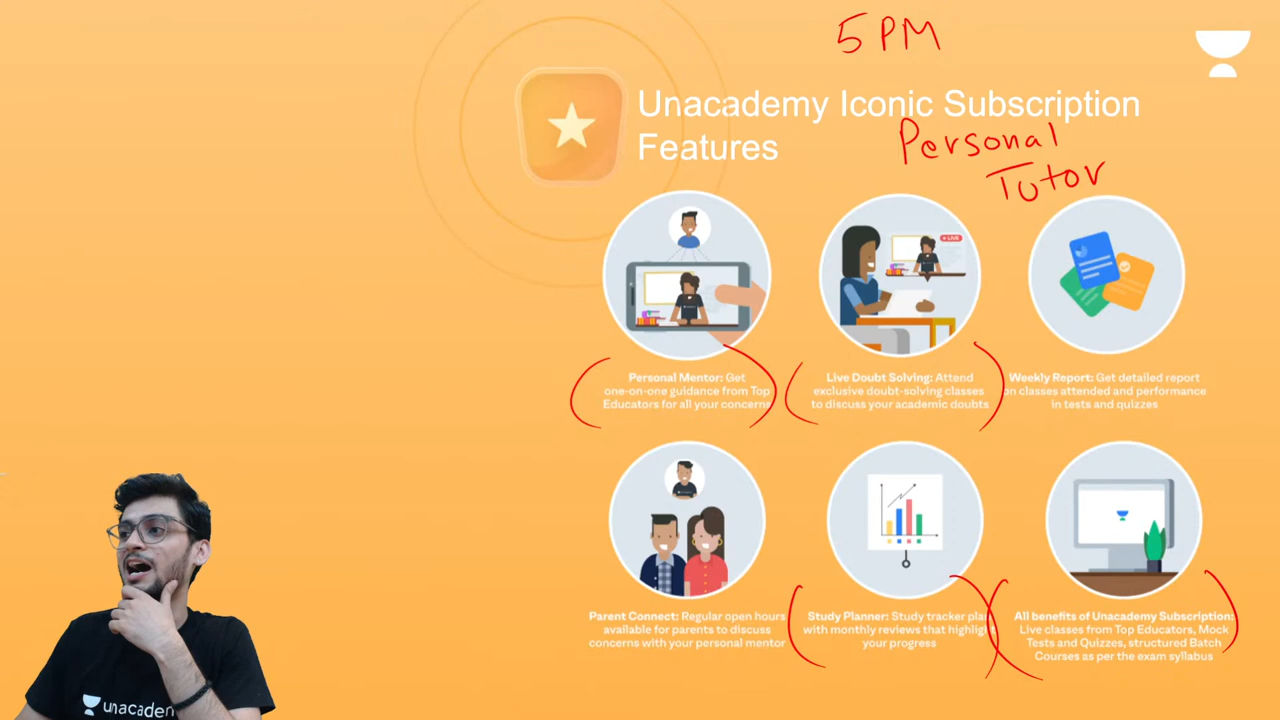 5 PM
Unacademy Iconic Subscription
Features
Personal
Tutor
LIVE
Personal Mentor: Get
one-on-one guidance from Top
Educators for all your concerns
Live Doubt Solving: Attend
exclusive doubt-solving classes
to discuss your academic doubts
Weekly Report: Get detailed report
on classes attended and performance
in tests and quizzes
Parent Connect: Regular open hours
available for parents to discuss
concerns with your personal mentor
Study Planner: Study tracker plan
with monthly reviews that highlight
your progress
All benefits of Unacademy Subscription:
Live classes from Top Educators, Mock
Tests and Quizzes, structured Batch
Courses as per the exam syllabus
unacadem